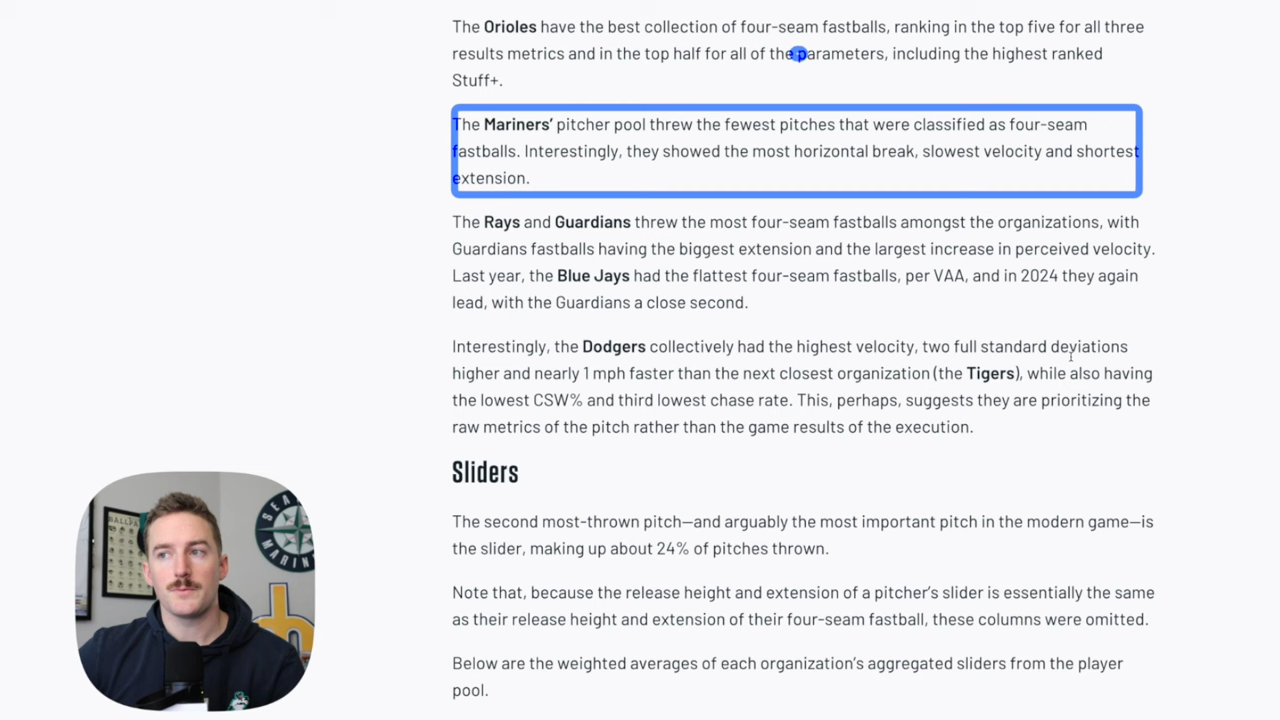 The Orioles have the best collection of four-seam fastballs, ranking in the top five for all three
results metrics and in the top half for all of the parameters, including the highest ranked
Stuff+.
The Mariners’ pitcher pool threw the fewest pitches that were classified as four-seam
fastballs. Interestingly, they showed the most horizontal break, slowest velocity and shortest
extension.
The Rays and Guardians threw the most four-seam fastballs amongst the organizations, with
Guardians fastballs having the biggest extension and the largest increase in perceived velocity.
Last year, the Blue Jays had the flattest four-seam fastballs, per VAA, and in 2024 they again
lead, with the Guardians a close second.
Interestingly, the Dodgers collectively had the highest velocity, two full standard deviations
higher and nearly 1 mph faster than the next closest organization (the Tigers), while also having
the lowest CSW% and third lowest chase rate. This, perhaps, suggests they are prioritizing the
raw metrics of the pitch rather than the game results of the execution.
Sliders
The second most-thrown pitch—and arguably the most important pitch in the modern game—is
the slider, making up about 24% of pitches thrown.
Note that, because the release height and extension of a pitcher’s slider is essentially the same
as their release height and extension of their four-seam fastball, these columns were omitted.
Below are the weighted averages of each organization’s aggregated sliders from the player
pool.